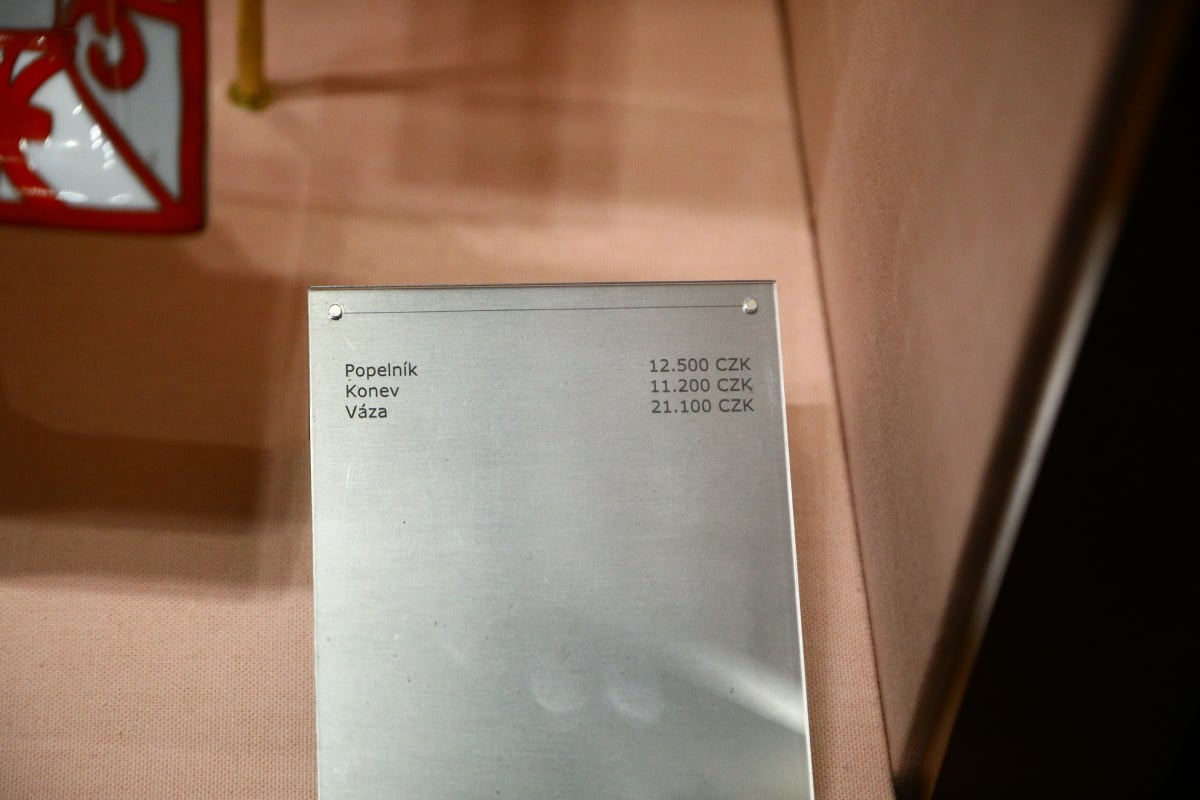 Popelník 12.500 CZK
Konev 11.200 CZK
Váza 21.100 CZK